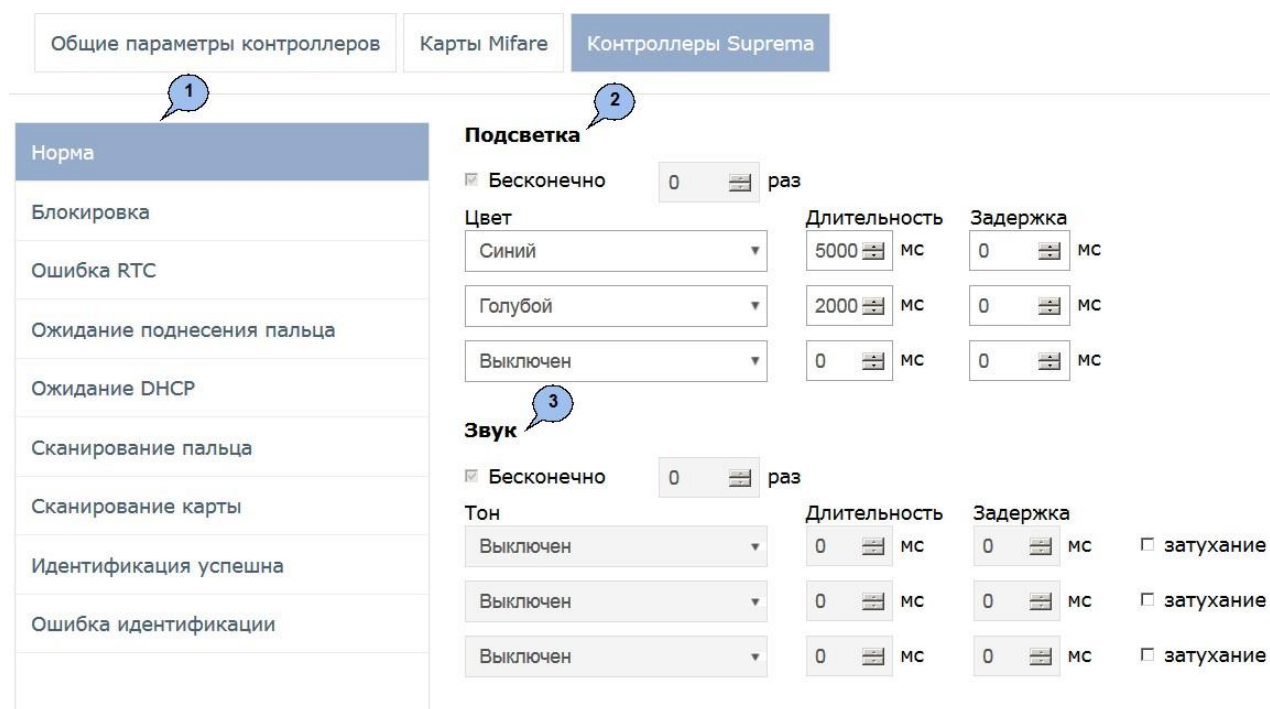 Общие параметры контроллеров Карты Mifare Контроллеры Suprema
1
2
Норма
Блокировка
Ошибка RTC
Ожидание поднесения пальца
Ожидание DHCP
Сканирование пальца
Сканирование карты
Идентификация успешна
Ошибка идентификации
Подсветка
Бесконечно 0 раз
Цвет Длительность Задержка
Синий 5000 мс 0 мс
Голубой 2000 мс 0 мс
Выключен 0 мс 0 мс
3
Звук
Бесконечно 0 раз
Тон Длительность Задержка
Выключен 0 мс 0 мс затухание
Выключен 0 мс 0 мс затухание
Выключен 0 мс 0 мс затухание